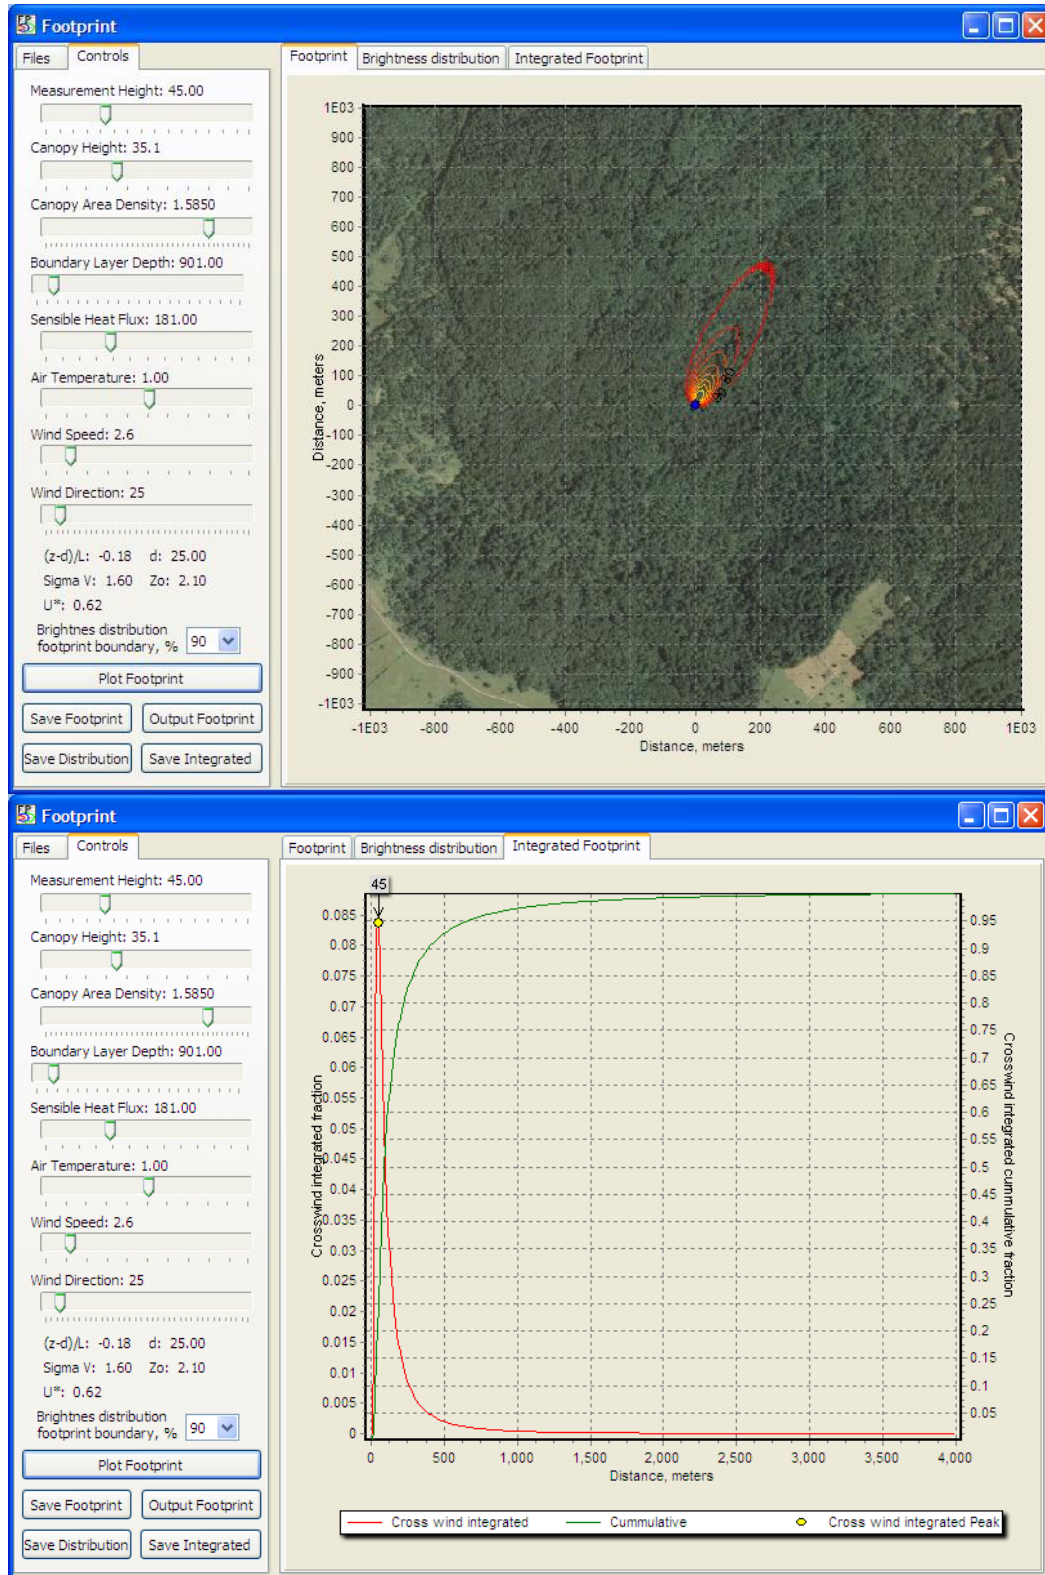 Footprint
Files Controls
Footprint Brightness distribution Integrated Footprint
Measurement Height: 45.00
Canopy Height: 35.1
Canopy Area Density: 1.5850
Boundary Layer Depth: 901.00
Sensible Heat Flux: 181.00
Air Temperature: 1.00
Wind Speed: 2.6
Wind Direction: 25
(z-d)/L: -0.18 d: 25.00
Sigma V: 1.60 Zo: 2.10
U*: 0.62
Brightnes distribution
footprint boundary, % 90
Plot Footprint
Save Footprint Output Footprint
Save Distribution Save Integrated
Distance, meters
1E03
900
800
700
600
500
400
300
200
100
0
-100
-200
-300
-400
-500
-600
-700
-800
-900
-1E03
90 80
-1E03 -800 -600 -400 -200 0 200 400 600 800 1E03
Distance, meters
Footprint
Files Controls
Footprint Brightness distribution Integrated Footprint
Measurement Height: 45.00
Canopy Height: 35.1
Canopy Area Density: 1.5850
Boundary Layer Depth: 901.00
Sensible Heat Flux: 181.00
Air Temperature: 1.00
Wind Speed: 2.6
Wind Direction: 25
(z-d)/L: -0.18 d: 25.00
Sigma V: 1.60 Zo: 2.10
U*: 0.62
Brightnes distribution
footprint boundary, % 90
Plot Footprint
Save Footprint Output Footprint
Save Distribution Save Integrated
45
Crosswind integrated fraction
0.085
0.08
0.075
0.07
0.065
0.06
0.055
0.05
0.045
0.04
0.035
0.03
0.025
0.02
0.015
0.01
0.005
0
0.95
0.9
0.85
0.8
0.75
0.7
0.65
0.6
0.55
0.5
0.45
0.4
0.35
0.3
0.25
0.2
0.15
0.1
0.05
Crosswind integrated cummulative fraction
0 500 1,000 1,500 2,000 2,500 3,000 3,500 4,000
Distance, meters
Cross wind integrated Cummulative Cross wind integrated Peak